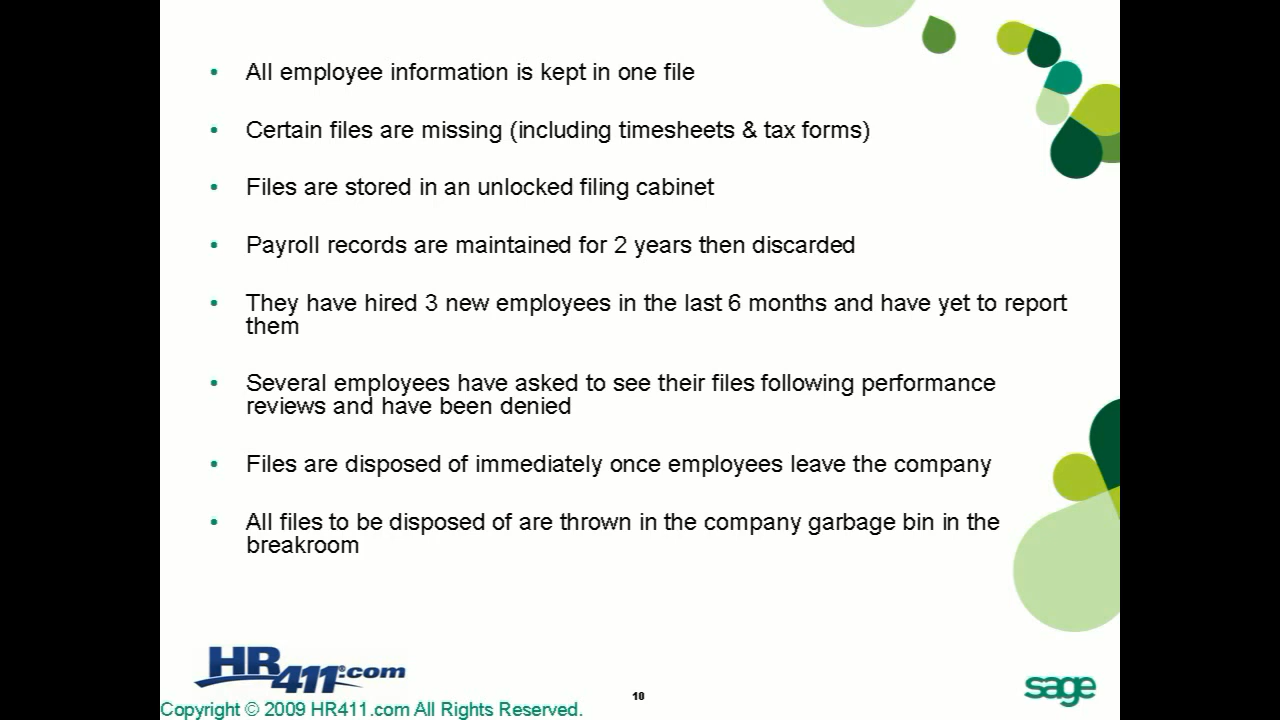 • All employee information is kept in one file
• Certain files are missing (including timesheets & tax forms)
• Files are stored in an unlocked filing cabinet
• Payroll records are maintained for 2 years then discarded
• They have hired 3 new employees in the last 6 months and have yet to report
them
• Several employees have asked to see their files following performance
reviews and have been denied
• Files are disposed of immediately once employees leave the company
• All files to be disposed of are thrown in the company garbage bin in the
breakroom
HR411®.com
10
sage
Copyright © 2009 HR411.com All Rights Reserved.